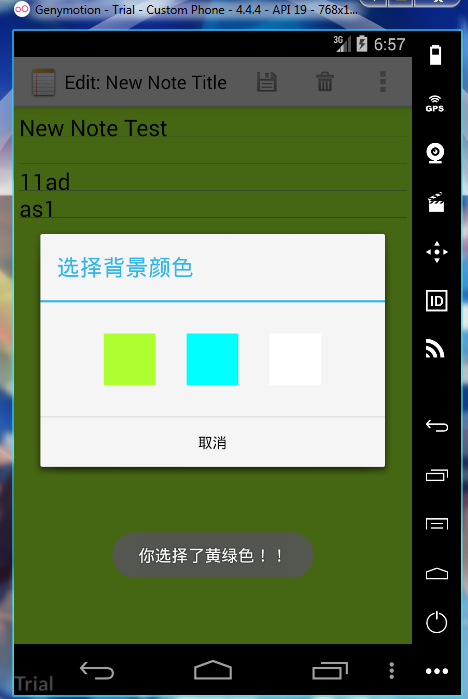 Genymotion - Trial - Custom Phone - 4.4.4 - API 19 - 768x1...
3G 6:57
Edit: New Note Title
New Note Test
11ad
as1
选择背景颜色
取消
你选择了黄绿色！！
GPS
ID
Trial